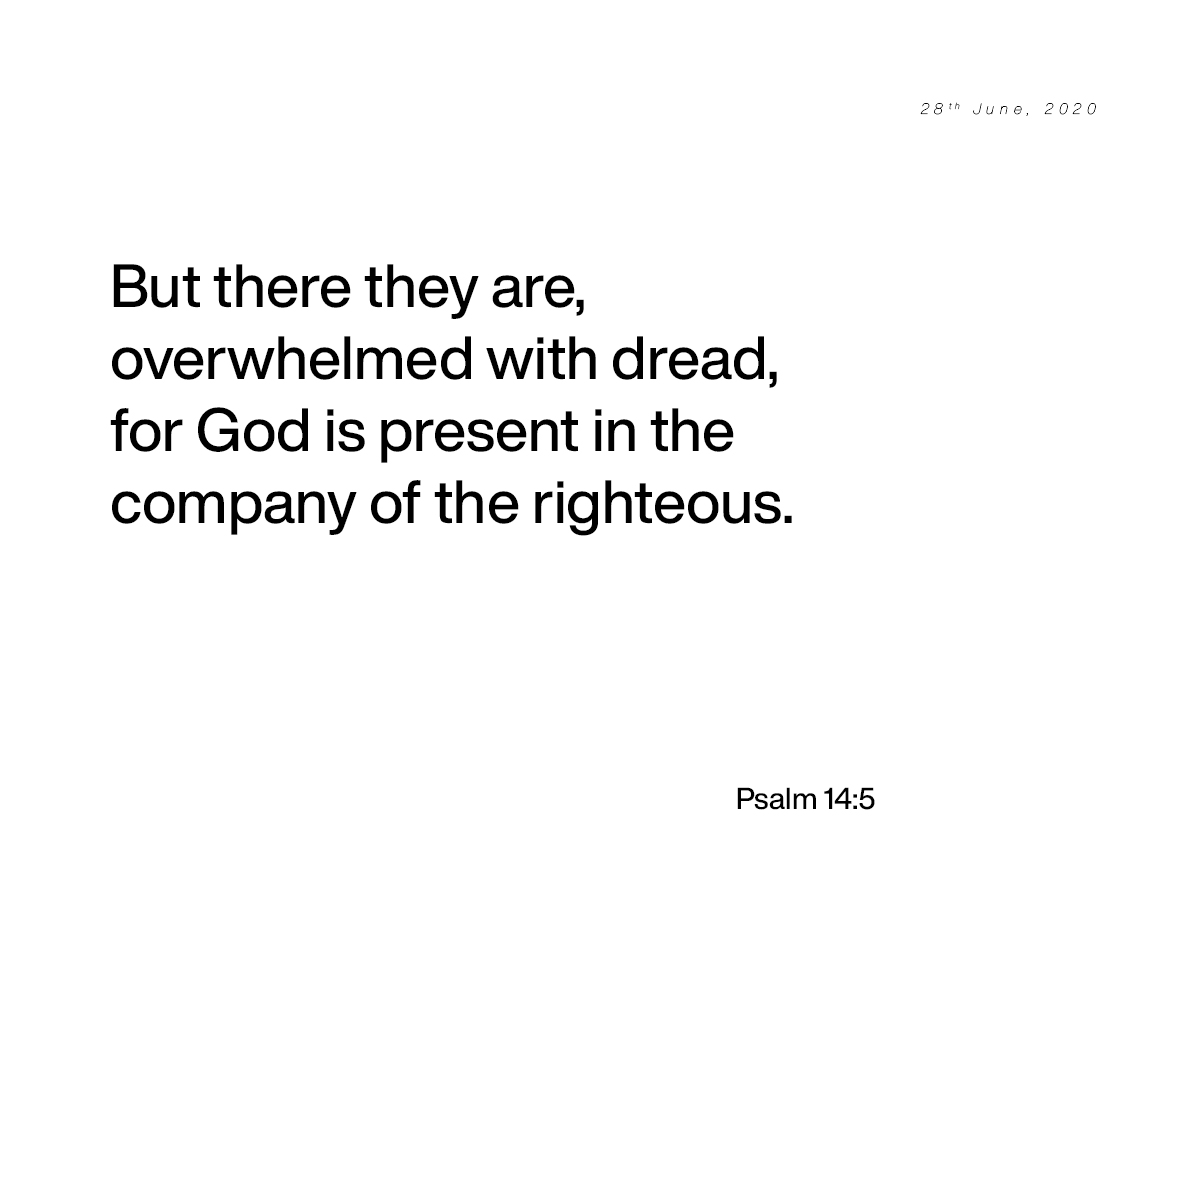 28th June, 2020
But there they are,
overwhelmed with dread,
for God is present in the
company of the righteous.
Psalm 14:5